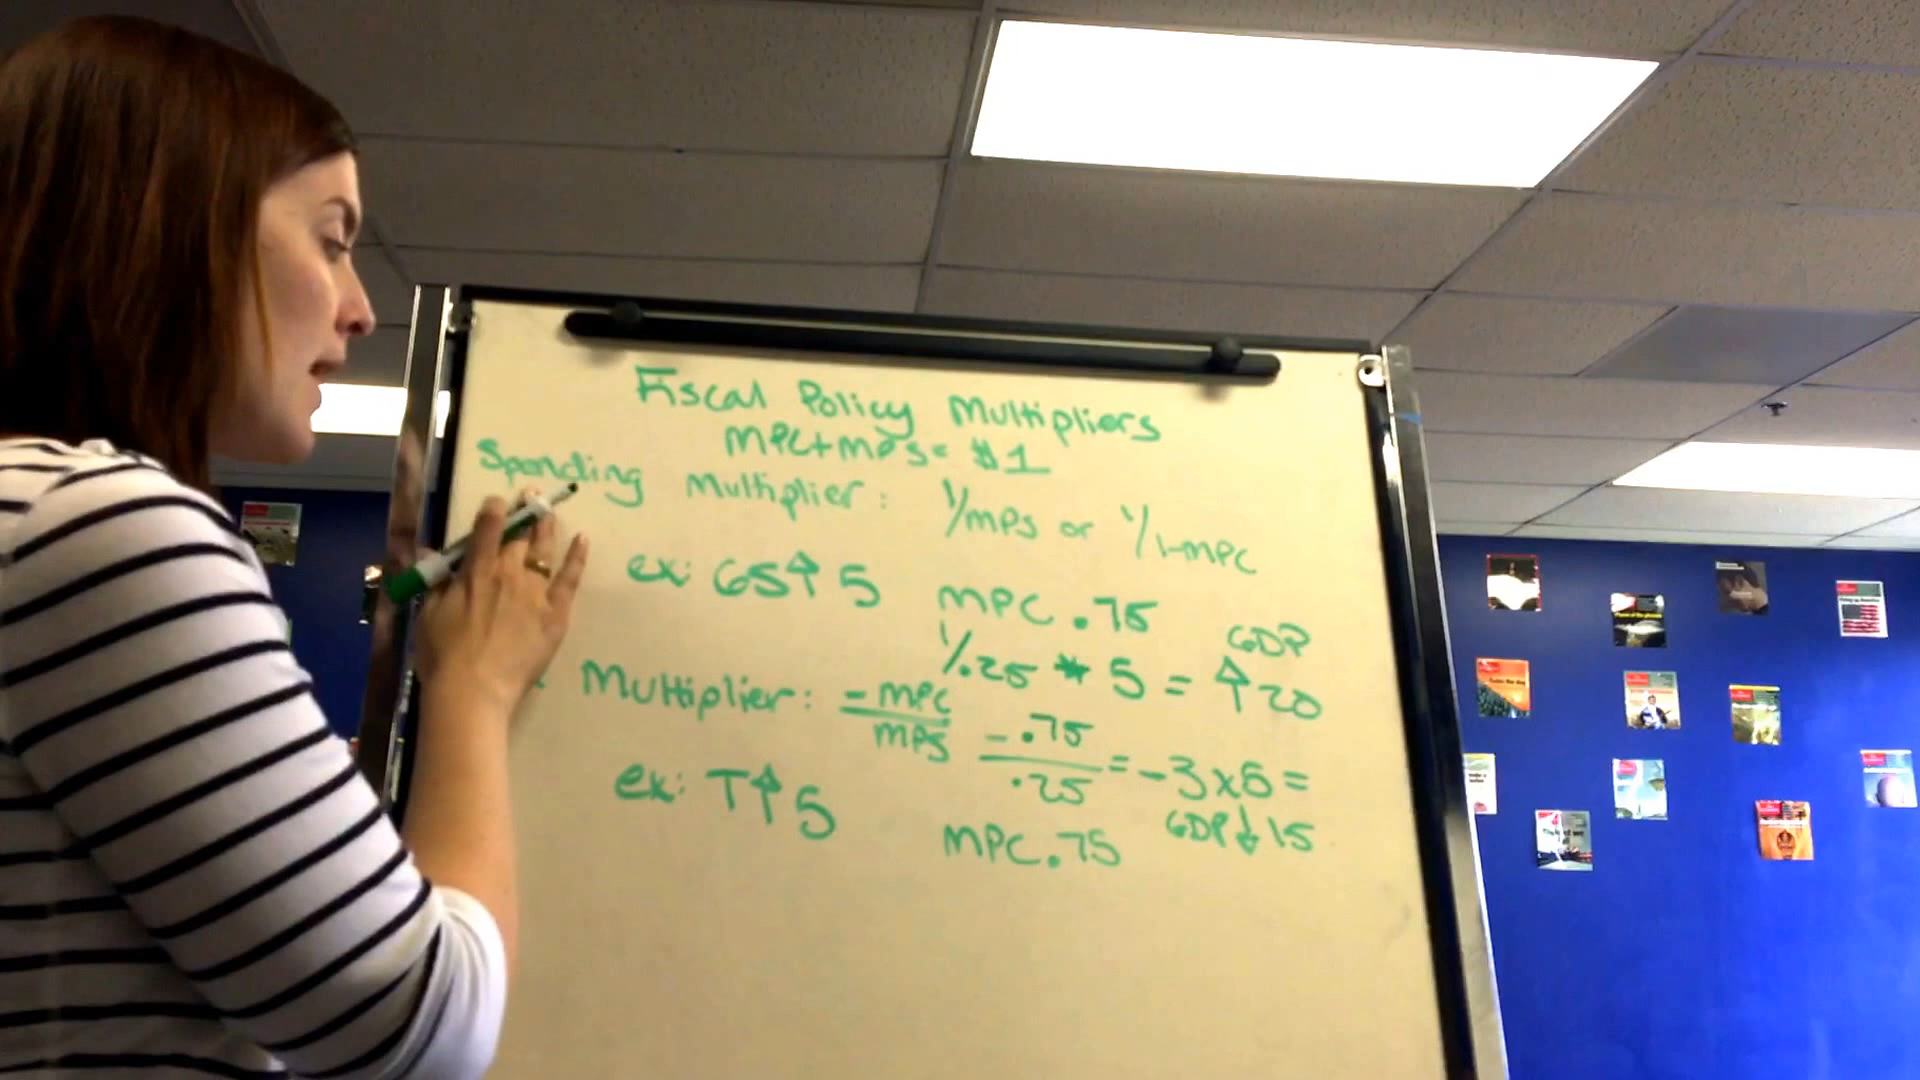 Fiscal Policy Multipliers
MPC+MPS= $1
Spending Multiplier: 1/MPS or 1/1-MPC
ex: GS↑ 5 MPC .75
1/.25 * 5 = ↑20 GDP
Multiplier: -MPC/MPS -.75/.25 = -3x5 =
ex: T↑ 5 MPC .75 GDP↓15